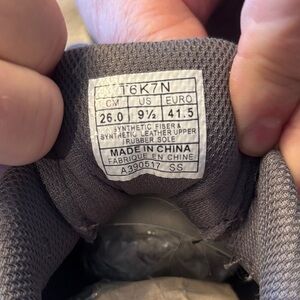 T6K7N
CM US EURO
26.0 9½ 41.5
SYNTHETIC FIBER &
SYNTHETIC LEATHER UPPER
RUBBER SOLE
MADE IN CHINA
FABRIQUE EN CHINE
A390517 SS